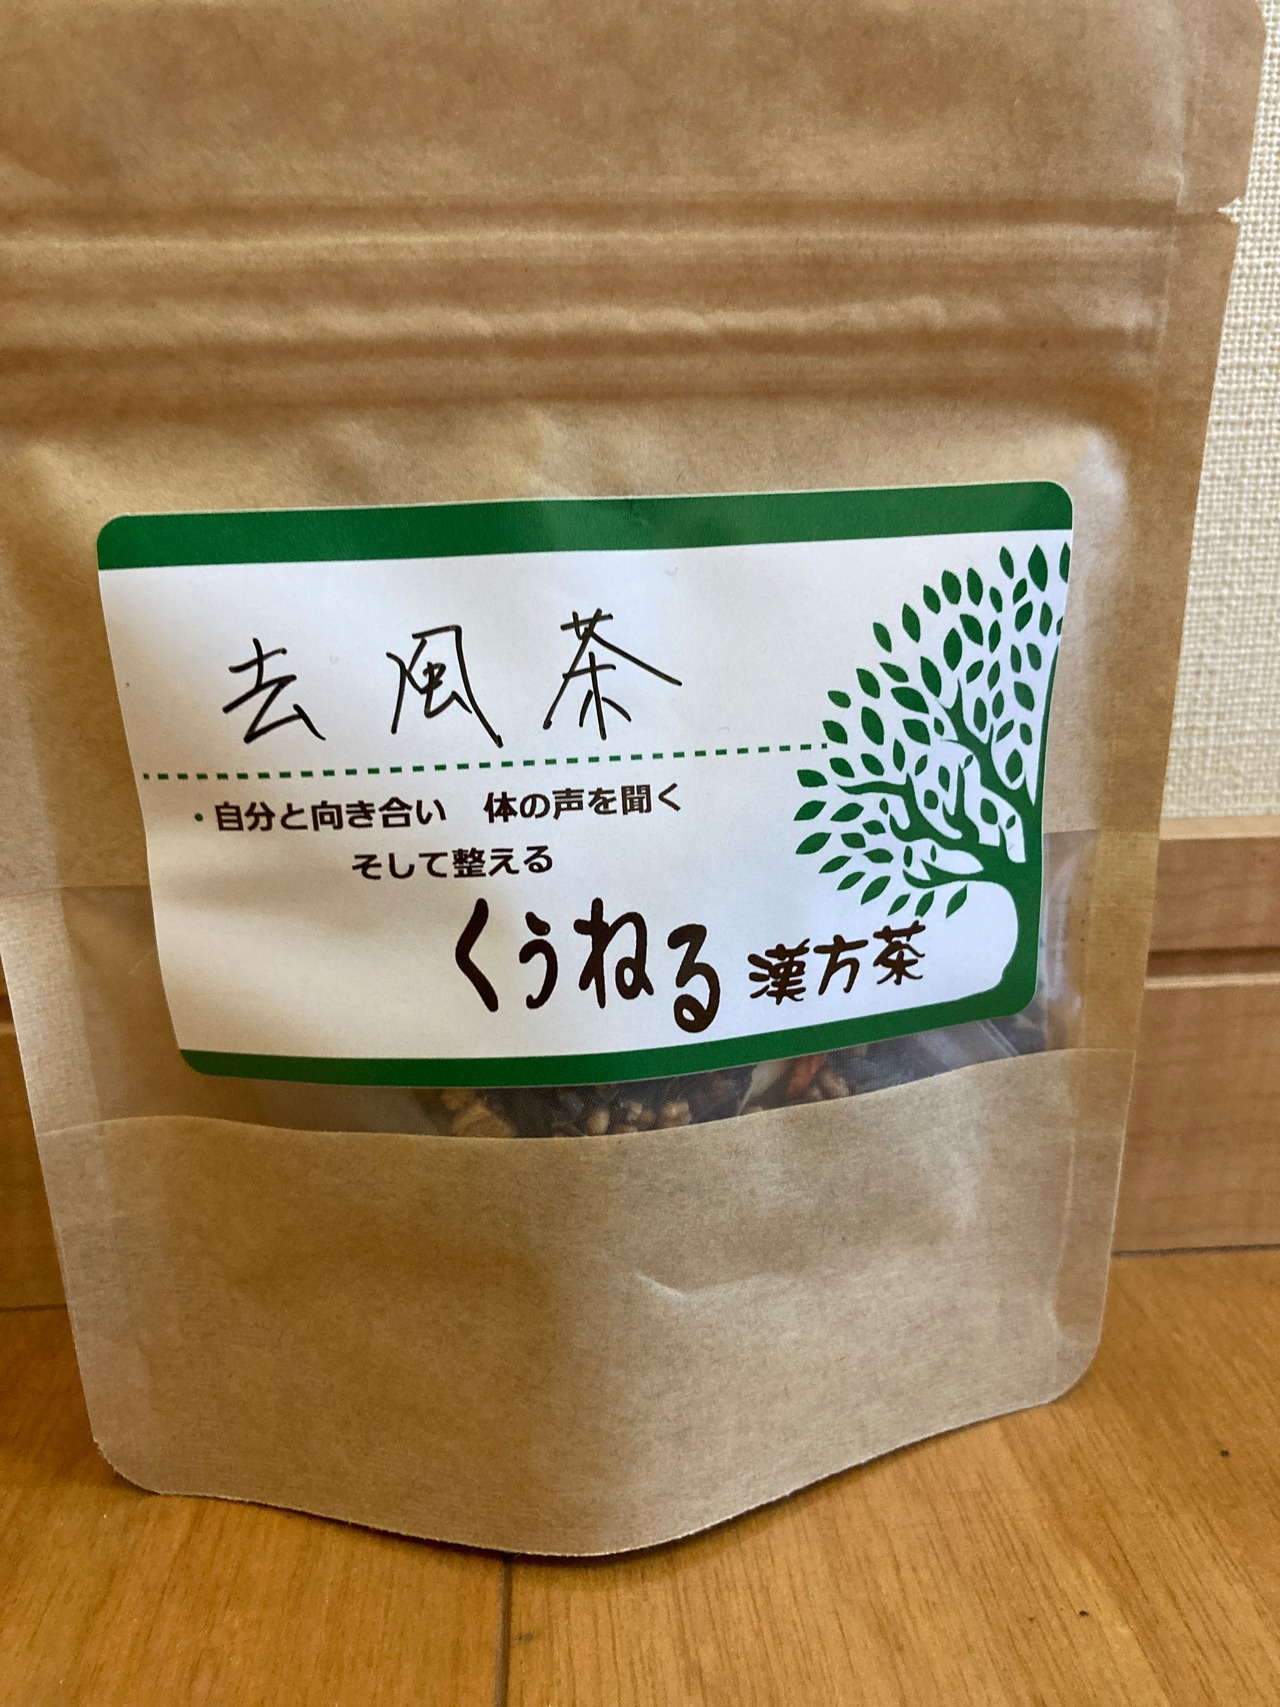 去風茶
・自分と向き合い 体の声を聞く
そして整える
くぅねる 漢方茶